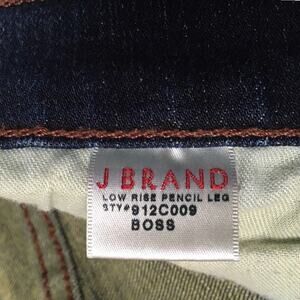 J BRAND
LOW RISE PENCIL LEG
STY# 912C009
BOSS